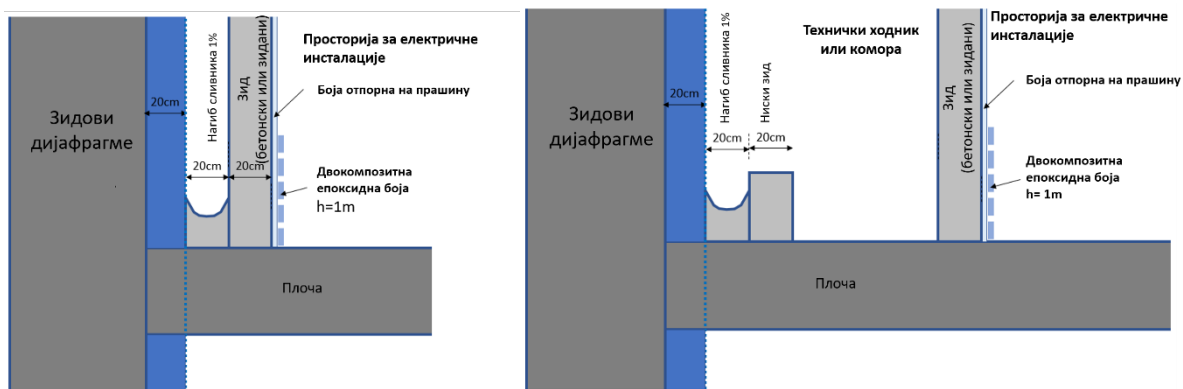 Зидови
дијафрагме
20cm
20cm
20cm
Нагиб сливника 1%
Зид
(бетонски или зидани)
Просторија за електричне
инсталације
Боја отпорна на прашину
Двокомпозитна
епоксидна боја
h=1m
Плоча
Зидови
дијафрагме
20cm
20cm
20cm
Нагиб сливника 1%
Ниски зид
Технички ходник
или комора
Зид
(бетонски или зидани)
Просторија за електричне
инсталације
Боја отпорна на прашину
Двокомпозитна
епоксидна боја
h= 1m
Плоча